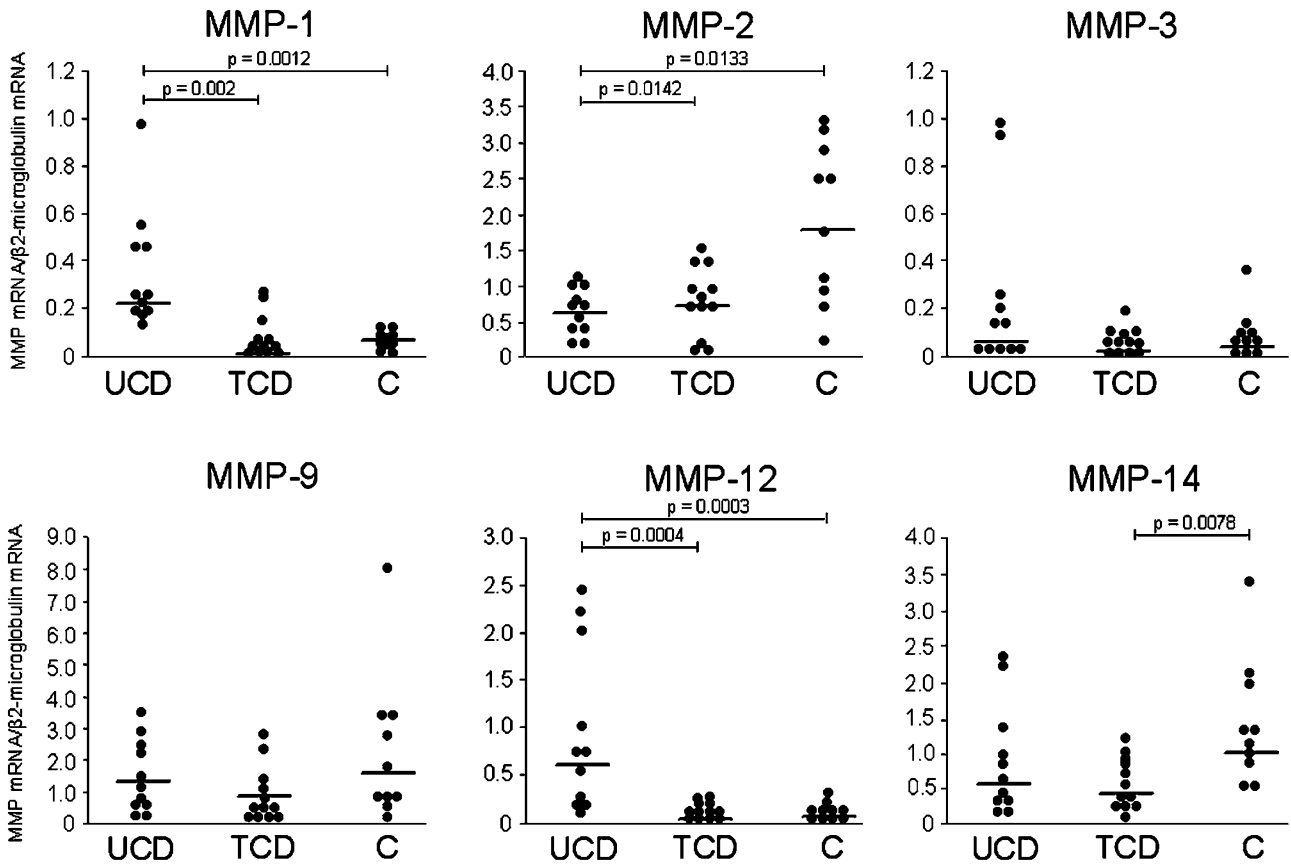 MMP-1
MMP-2
MMP-3
p = 0.0012
p = 0.002
p = 0.0133
p = 0.0142
MMP mRNA/β2-microglobulin mRNA
1.2
1.0
0.8
0.6
0.4
0.2
0
UCD TCD C
4.0
3.5
3.0
2.5
2.0
1.5
1.0
0.5
0
UCD TCD C
1.2
1.0
0.8
0.6
0.4
0.2
0
UCD TCD C
MMP-9
MMP-12
MMP-14
p = 0.0003
p = 0.0004
p = 0.0078
MMP mRNA/β2-microglobulin mRNA
9.0
8.0
7.0
6.0
5.0
4.0
3.0
2.0
1.0
0
UCD TCD C
3.0
2.5
2.0
1.5
1.0
0.5
0
UCD TCD C
4.0
3.5
3.0
2.5
2.0
1.5
1.0
0.5
0
UCD TCD C